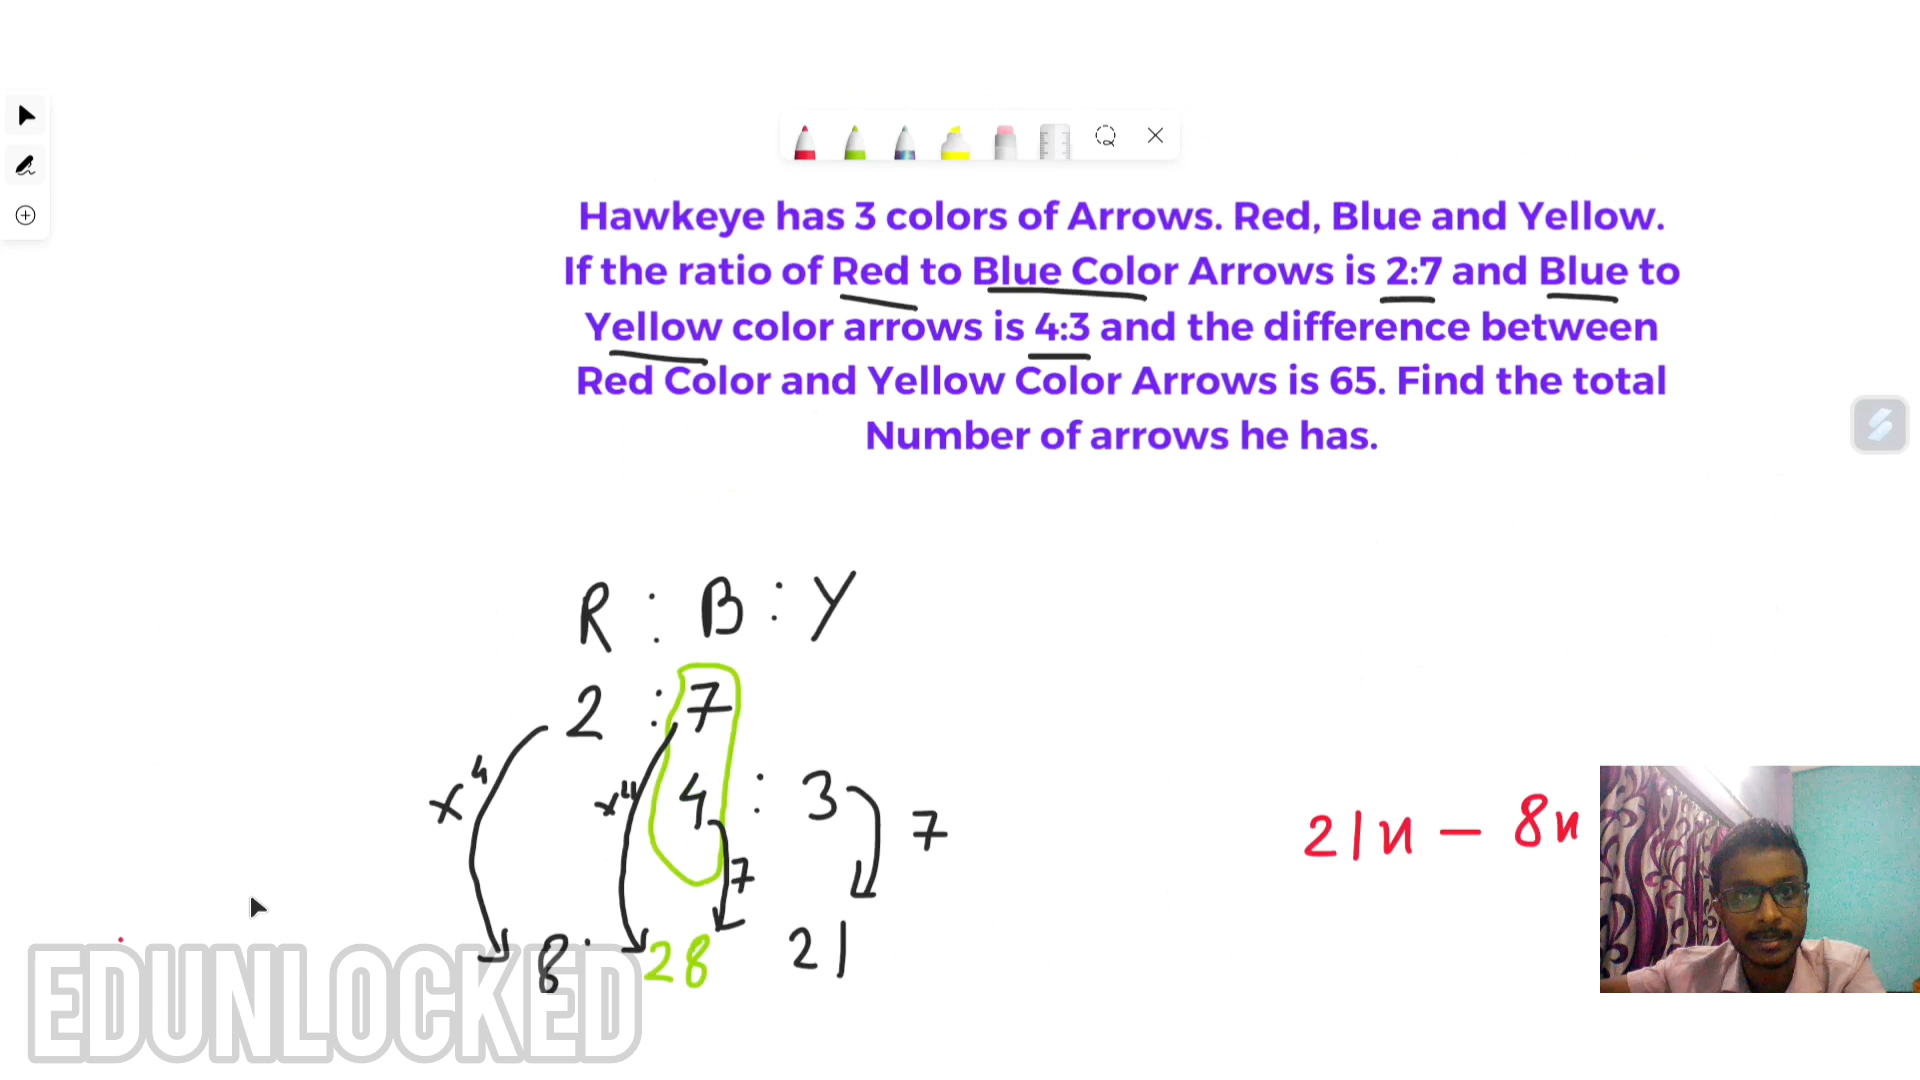 Hawkeye has 3 colors of Arrows. Red, Blue and Yellow.
If the ratio of Red to Blue Color Arrows is 2:7 and Blue to
Yellow color arrows is 4:3 and the difference between
Red Color and Yellow Color Arrows is 65. Find the total
Number of arrows he has.
R : B : Y
2 : 7
x4 x4 4 : 3 7
7
8 : 28 21
21x - 8x
EDUNLOCKED